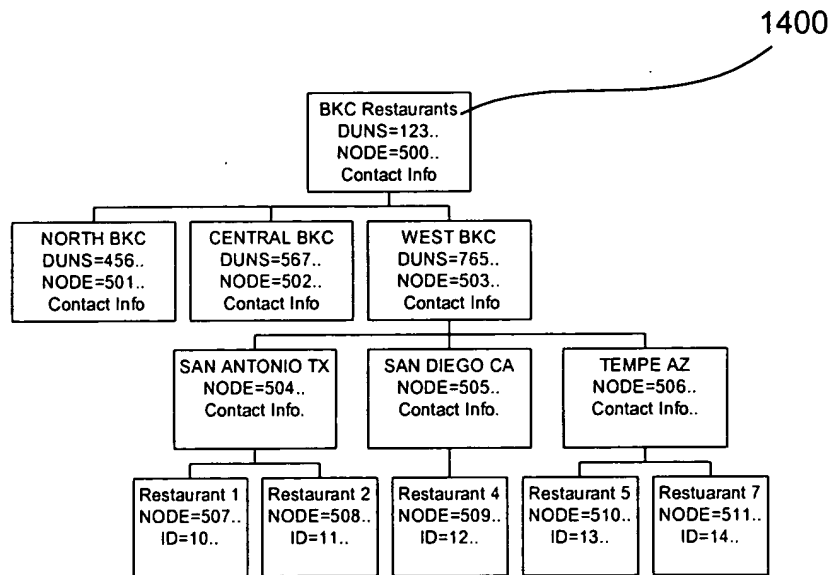 1400
BKC Restaurants
DUNS=123..
NODE=500..
Contact Info
NORTH BKC
DUNS=456..
NODE=501..
Contact Info
CENTRAL BKC
DUNS=567..
NODE=502..
Contact Info
WEST BKC
DUNS=765..
NODE=503..
Contact Info
SAN ANTONIO TX
NODE=504..
Contact Info.
SAN DIEGO CA
NODE=505..
Contact Info.
TEMPE AZ
NODE=506..
Contact Info..
Restaurant 1
NODE=507..
ID=10..
Restaurant 2
NODE=508..
ID=11..
Restaurant 4
NODE=509..
ID=12..
Restaurant 5
NODE=510..
ID=13..
Restuarant 7
NODE=511..
ID=14..